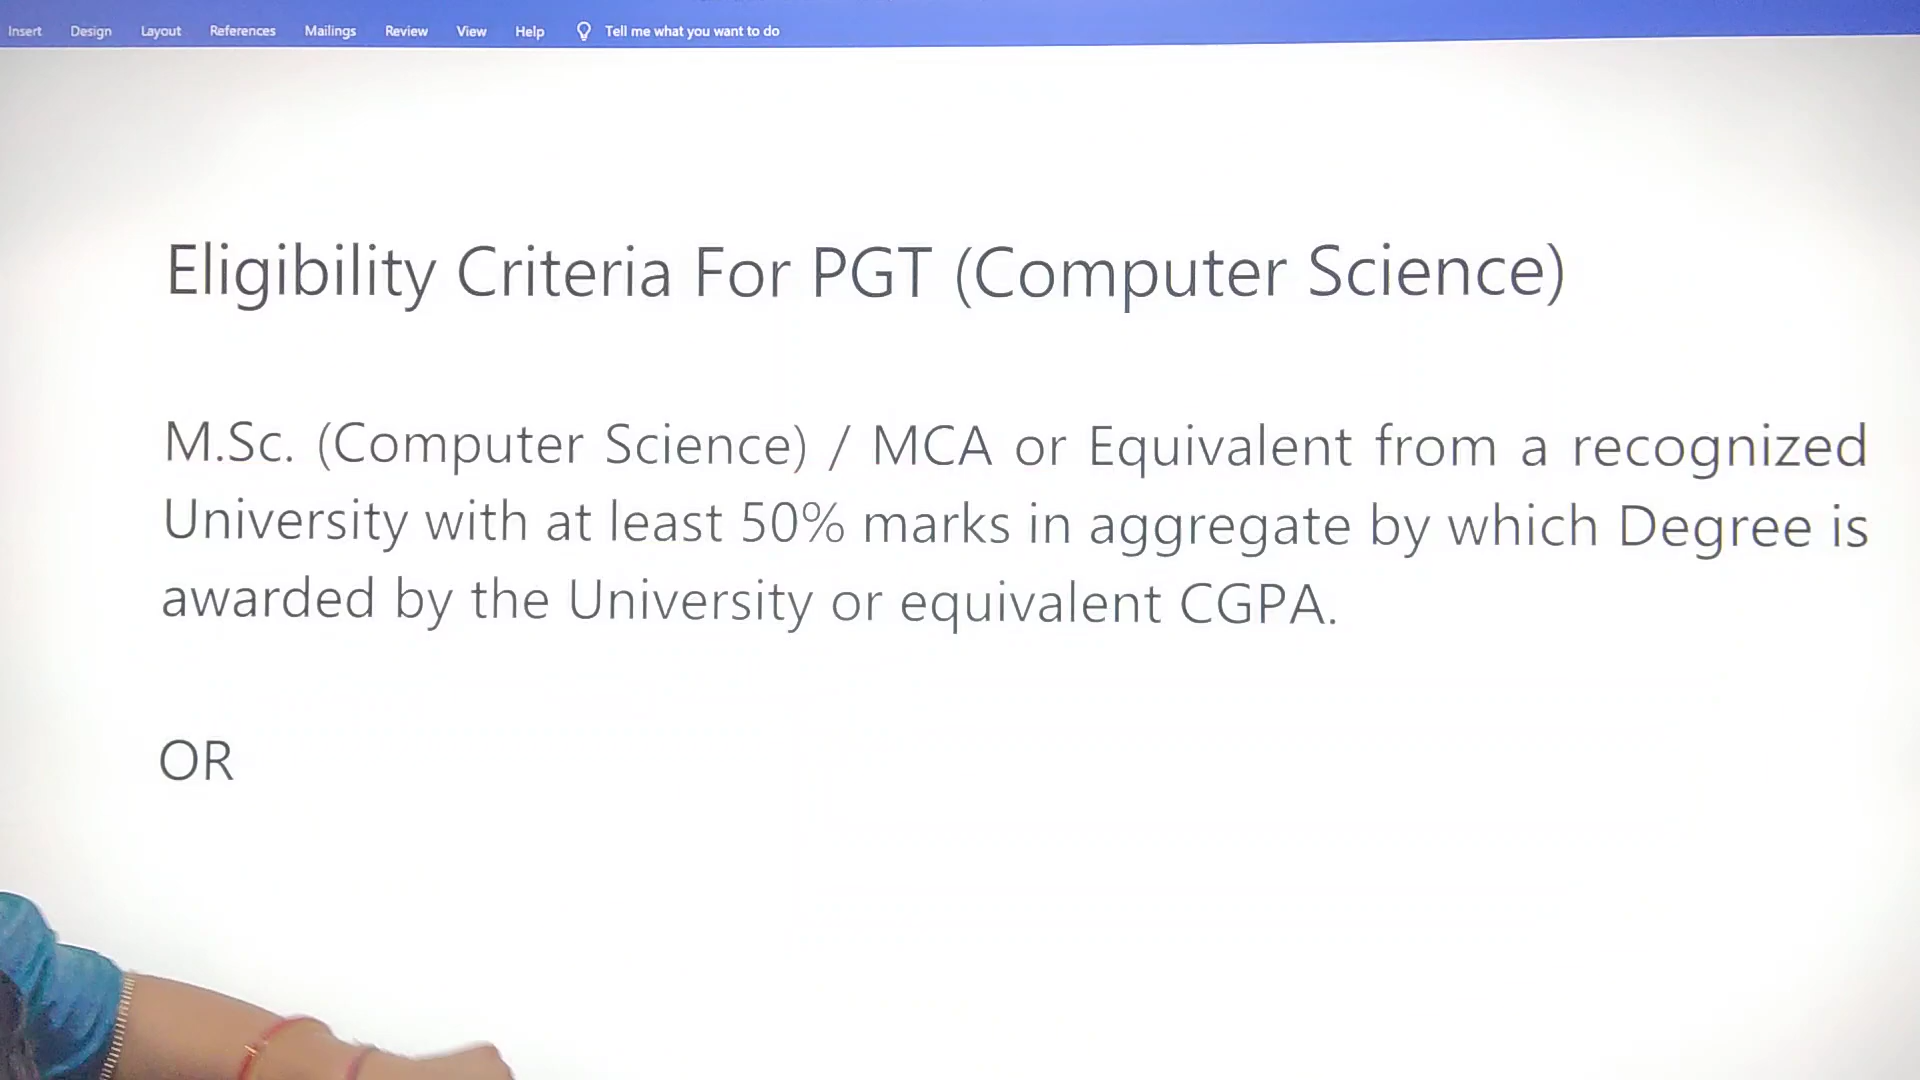 Insert Design Layout References Mailings Review View Help Tell me what you want to do
Eligibility Criteria For PGT (Computer Science)
M.Sc. (Computer Science) / MCA or Equivalent from a recognized
University with at least 50% marks in aggregate by which Degree is
awarded by the University or equivalent CGPA.
OR